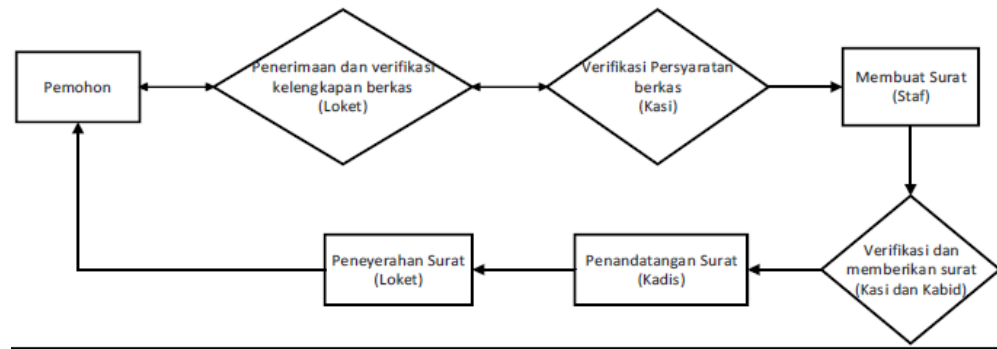 Pemohon
Penerimaan dan verifikasi
kelengkapan berkas
(Loket)
Verifikasi Persyaratan
berkas
(Kasi)
Membuat Surat
(Staf)
Verifikasi dan
memberikan surat
(Kasi dan Kabid)
Penandatangan Surat
(Kadis)
Peneyerahan Surat
(Loket)